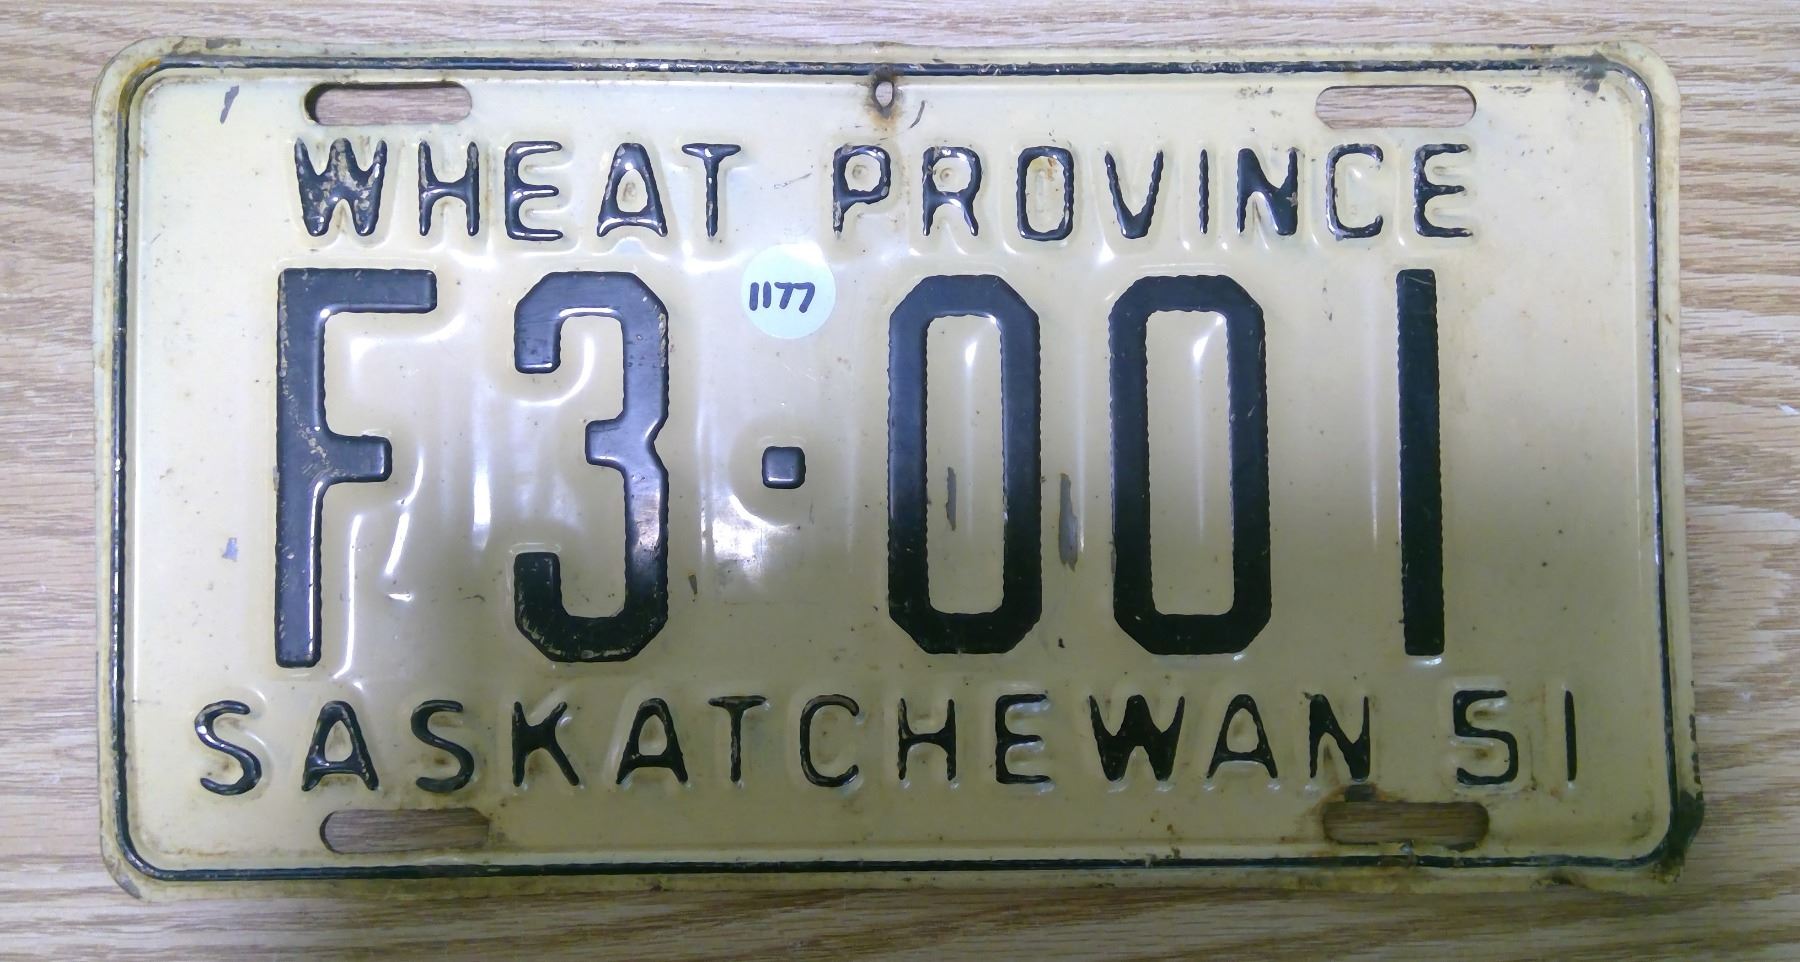 WHEAT PROVINCE
1177
F3·001
SASKATCHEWAN 51